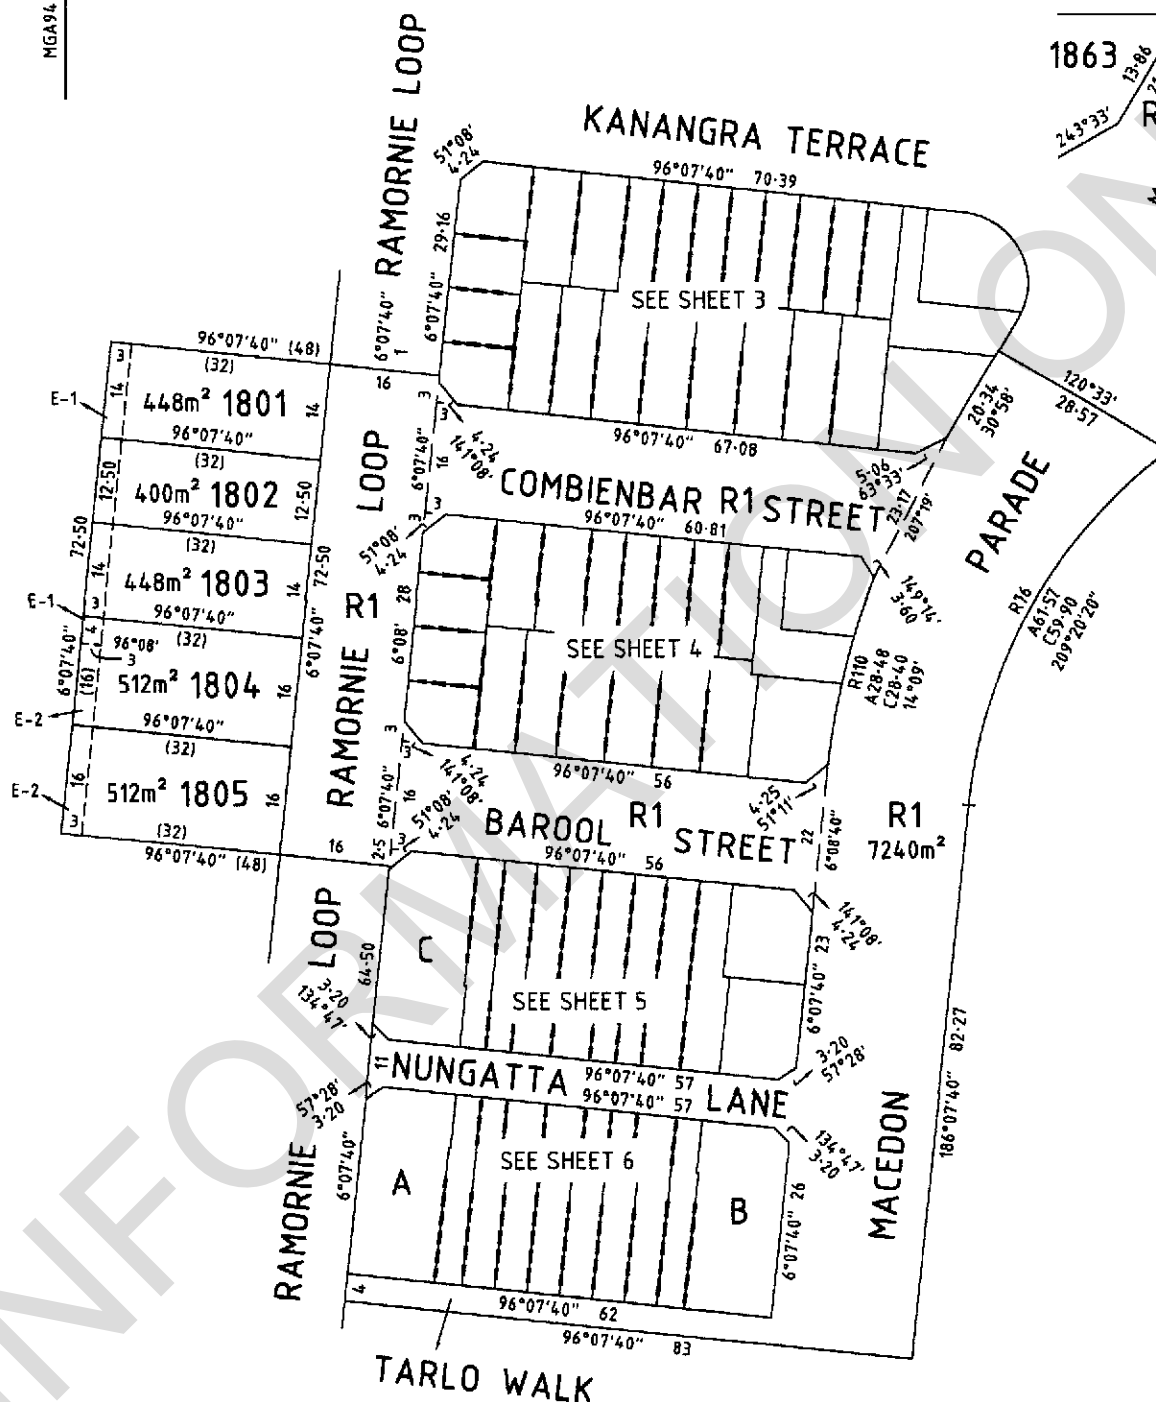 MGA94
1863
13·86
243°33'
R
KANANGRA TERRACE
96°07'40" 70·39
RAMORNIE LOOP
51°08'
4·24
29·16
6°07'40"
6°07'40"
1
SEE SHEET 3
96°07'40" (48)
(32)
3
14
448m² 1801
14
E-1
96°07'40"
16
3
3
4·24
141°08'
96°07'40" 67·08
20·34
30°58'
120°33'
28·57
5·06
63°33'
23·17
207°19'
(32)
12·50
400m² 1802
12·50
96°07'40"
LOOP
6°07'40"
16
3
3
COMBIENBAR R1 STREET
96°07'40" 60·81
PARADE
72·50
(32)
14
448m² 1803
14
72·50
3
E-1
96°07'40"
R1
51°08'
4·24
28
6°08'
SEE SHEET 4
149°14'
3·60
R76
A61·57
C59·90
209°20'20"
R110
A28·48
C28·40
14°09'
6°07'40"
(32)
4
96°08'
3
(16)
512m² 1804
16
6°07'40"
E-2
96°07'40"
RAMORNIE
(32)
16
512m² 1805
16
E-2
3
(32)
96°07'40" (48)
16
3
3
4·24
141°08'
6°07'40"
16
51°08'
4·24
2·5
3
96°07'40" 56
4·25
51°11'
BAROOL R1 STREET
96°07'40" 56
22
6°08'40"
R1
7240m²
LOOP
64·50
C
SEE SHEET 5
141°08'
4·24
23
6°07'40"
3·20
134°47'
11
NUNGATTA LANE
96°07'40" 57
96°07'40" 57
3·20
57°28'
82·27
186°07'40"
57°28'
3·20
6°07'40"
RAMORNIE
A
SEE SHEET 6
B
134°47'
3·20
26
6°07'40"
MACEDON
4
96°07'40" 62
96°07'40" 83
TARLO WALK
INFORMATION ON